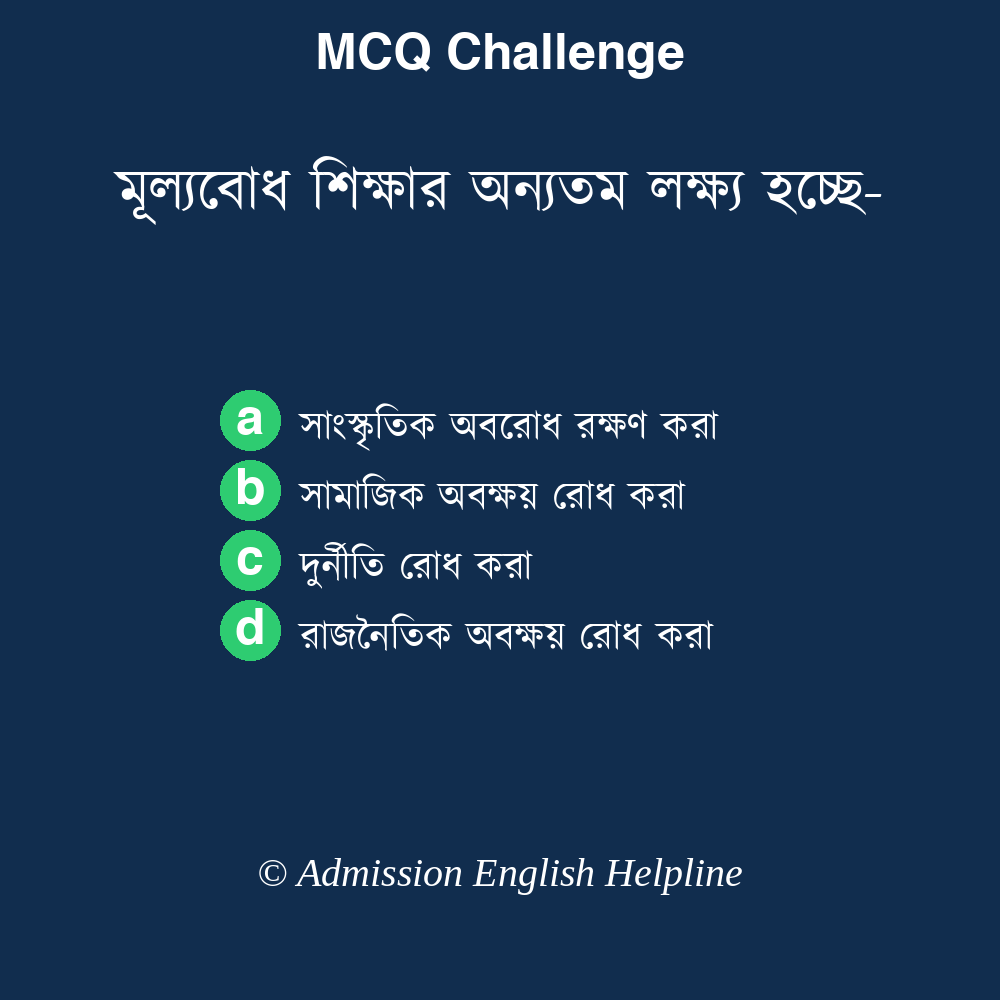 MCQ Challenge
মূল্যবোধ শিক্ষার অন্যতম লক্ষ্য হচ্ছে-
a সাংস্কৃতিক অবরোধ রক্ষণ করা
b সামাজিক অবক্ষয় রোধ করা
c দুর্নীতি রোধ করা
d রাজনৈতিক অবক্ষয় রোধ করা
© Admission English Helpline